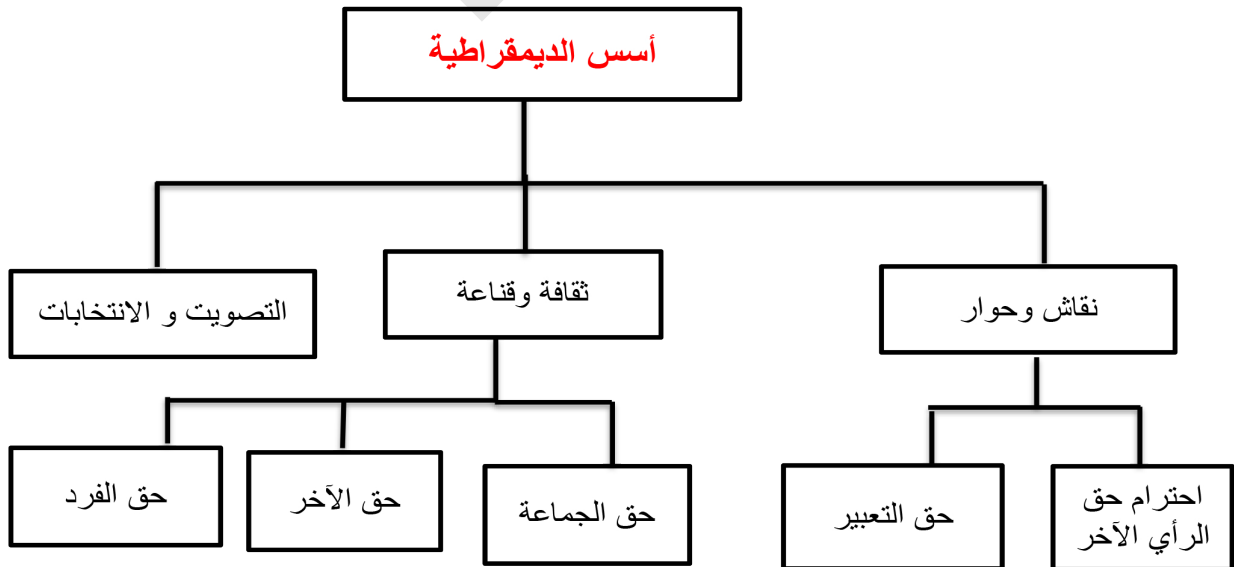 أسس الديمقراطية
نقاش وحوار
ثقافة وقناعة
التصويت و الانتخابات
احترام حق
الرأي الآخر
حق التعبير
حق الجماعة
حق الآخر
حق الفرد